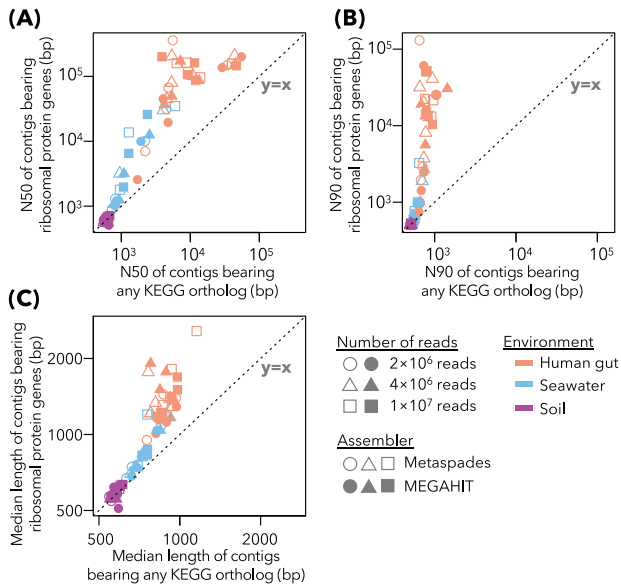 (A)
N50 of contigs bearing
ribosomal protein genes (bp)
10⁵
10⁴
10³
y=x
10³
10⁴
10⁵
N50 of contigs bearing
any KEGG ortholog (bp)
(B)
N90 of contigs bearing
ribosomal protein genes (bp)
10⁵
10⁴
10³
y=x
10³
10⁴
10⁵
N90 of contigs bearing
any KEGG ortholog (bp)
(C)
Median length of contigs bearing
ribosomal protein genes (bp)
2000
1000
500
y=x
500
1000
2000
Median length of contigs
bearing any KEGG ortholog (bp)
Number of reads
2×10⁶ reads
4×10⁶ reads
1×10⁷ reads
Assembler
Metaspades
MEGAHIT
Environment
Human gut
Seawater
Soil